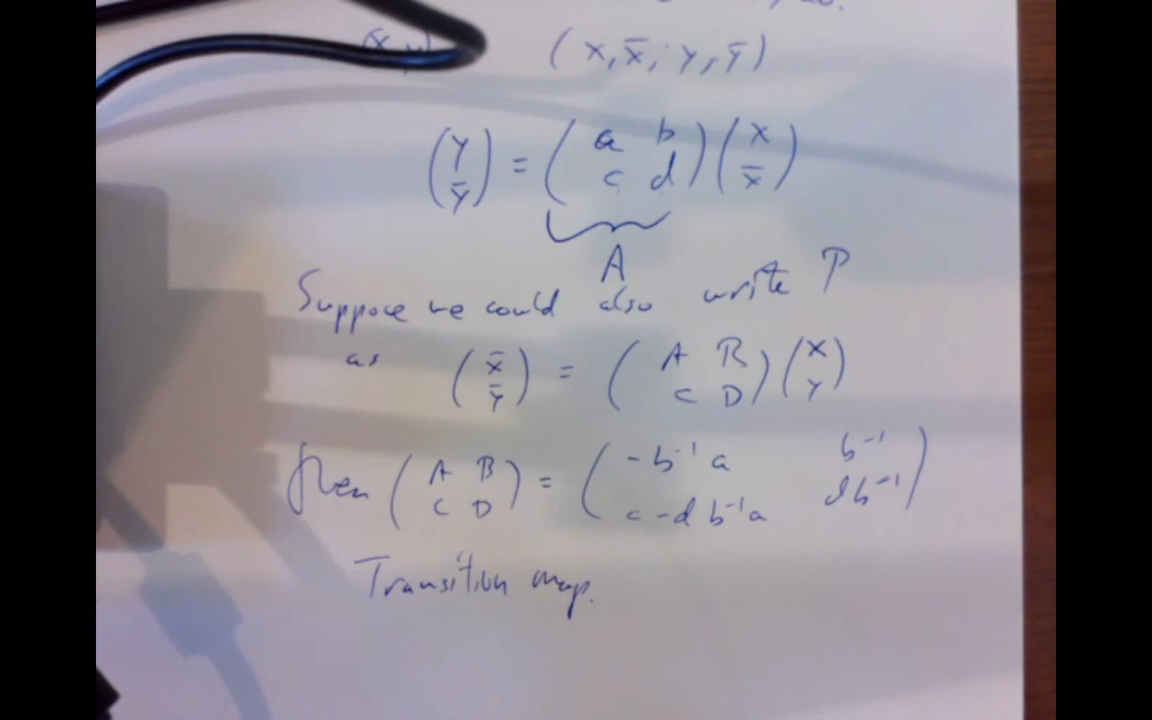 (x, x̄, y, ȳ)
(y ȳ) = (a b c d)(x x̄)
A
Suppose we could also write P
as (x̄ ȳ) = (A B C D)(x y)
then (A B C D) = (-b⁻¹a b⁻¹ c-db⁻¹a db⁻¹)
Transition map.